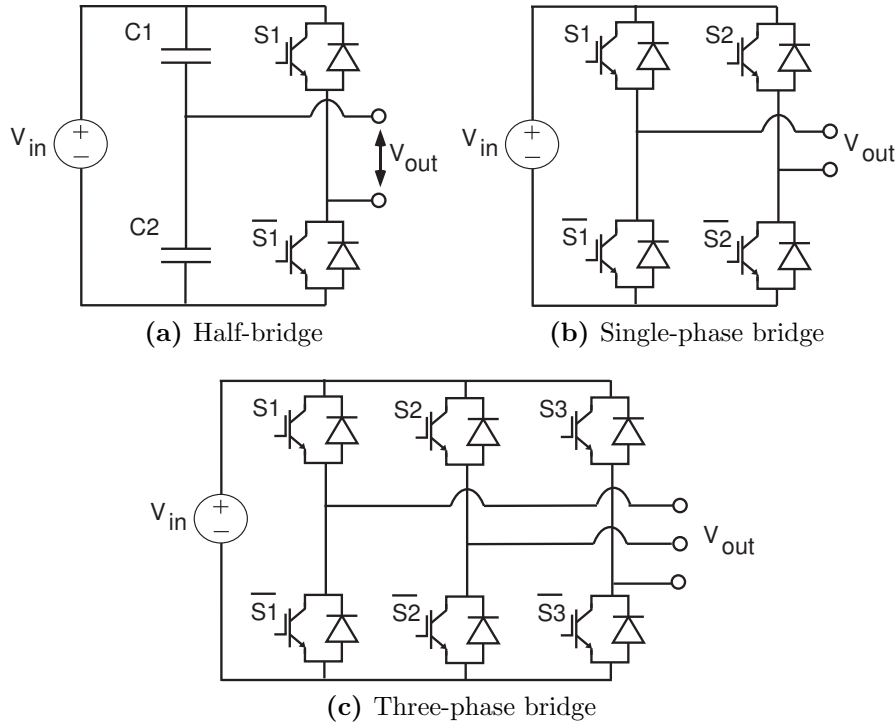 C1
S1
V_in
+
−
V_out
C2
S̅1̅
(a) Half-bridge
S1
S2
V_in
+
−
V_out
S̅1̅
S̅2̅
(b) Single-phase bridge
S1
S2
S3
V_in
+
−
V_out
S̅1̅
S̅2̅
S̅3̅
(c) Three-phase bridge